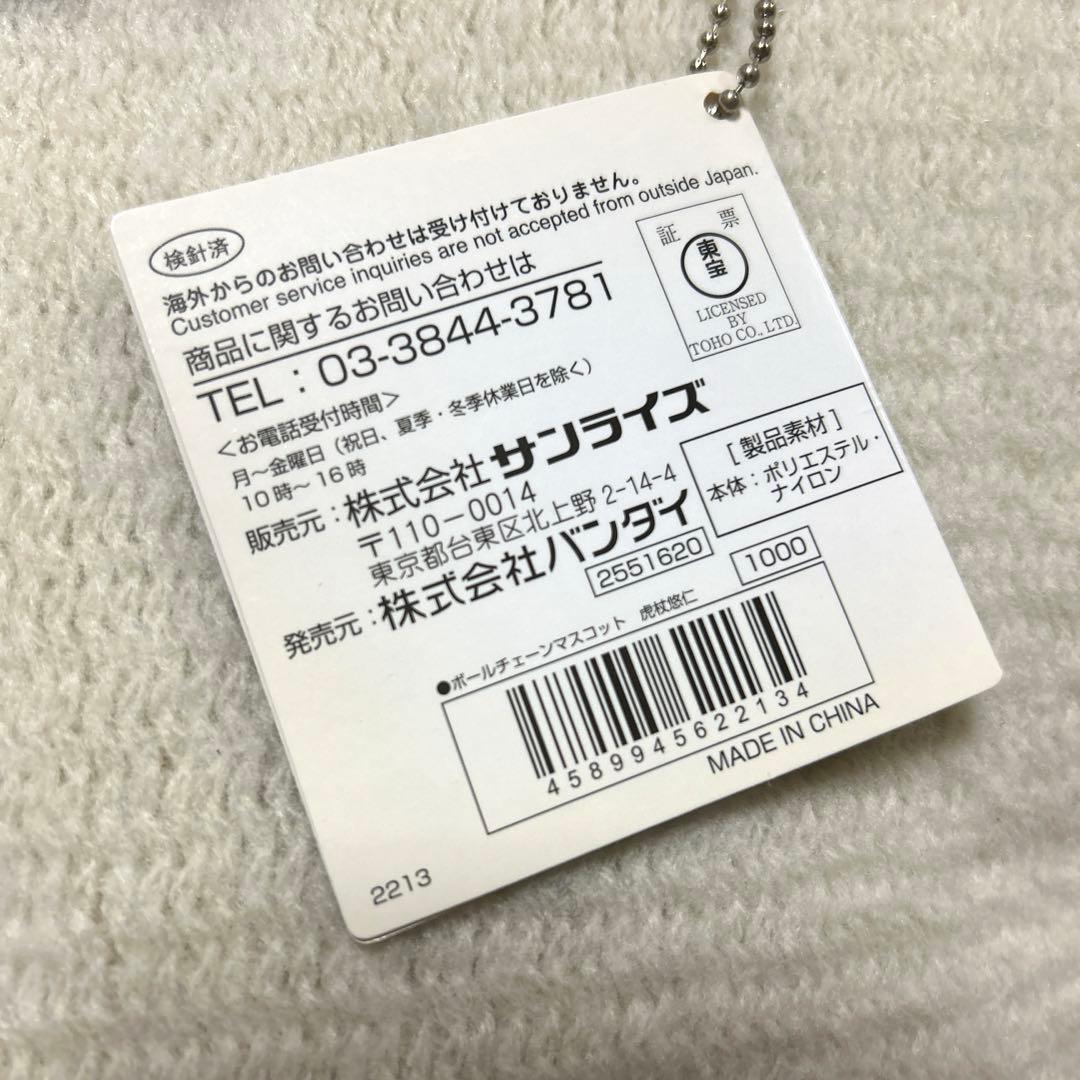 検針済
海外からのお問い合わせは受け付けておりません。
Customer service inquiries are not accepted from outside Japan.
商品に関するお問い合わせは
TEL：03-3844-3781
＜お電話受付時間＞
月～金曜日（祝日、夏季・冬季休業日を除く）
10時～16時
証 票
東宝
LICENSED
BY
TOHO CO., LTD.
販売元：株式会社サンライズ
〒110-0014
東京都台東区北上野2-14-4
発売元：株式会社バンダイ
[製品素材]
本体：ポリエステル・
ナイロン
2551620
1000
●ボールチェーンマスコット 虎杖悠仁
4589945622134
MADE IN CHINA
2213